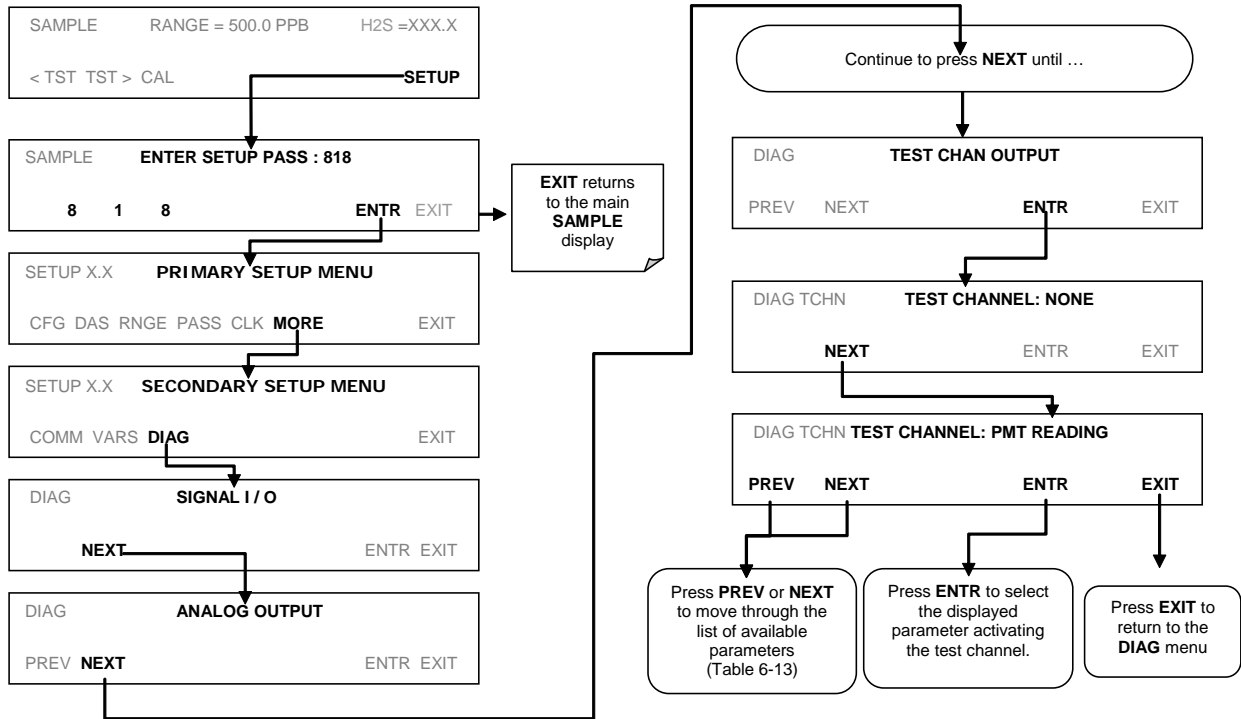 SAMPLE RANGE = 500.0 PPB H2S =XXX.X
< TST TST > CAL SETUP
SAMPLE ENTER SETUP PASS : 818
8 1 8 ENTR EXIT
EXIT returns
to the main
SAMPLE
display
SETUP X.X PRIMARY SETUP MENU
CFG DAS RNGE PASS CLK MORE EXIT
SETUP X.X SECONDARY SETUP MENU
COMM VARS DIAG EXIT
DIAG SIGNAL I / O
NEXT ENTR EXIT
DIAG ANALOG OUTPUT
PREV NEXT ENTR EXIT
Continue to press NEXT until …
DIAG TEST CHAN OUTPUT
PREV NEXT ENTR EXIT
DIAG TCHN TEST CHANNEL: NONE
NEXT ENTR EXIT
DIAG TCHN TEST CHANNEL: PMT READING
PREV NEXT ENTR EXIT
Press PREV or NEXT
to move through the
list of available
parameters
(Table 6-13)
Press ENTR to select
the displayed
parameter activating
the test channel.
Press EXIT to
return to the
DIAG menu